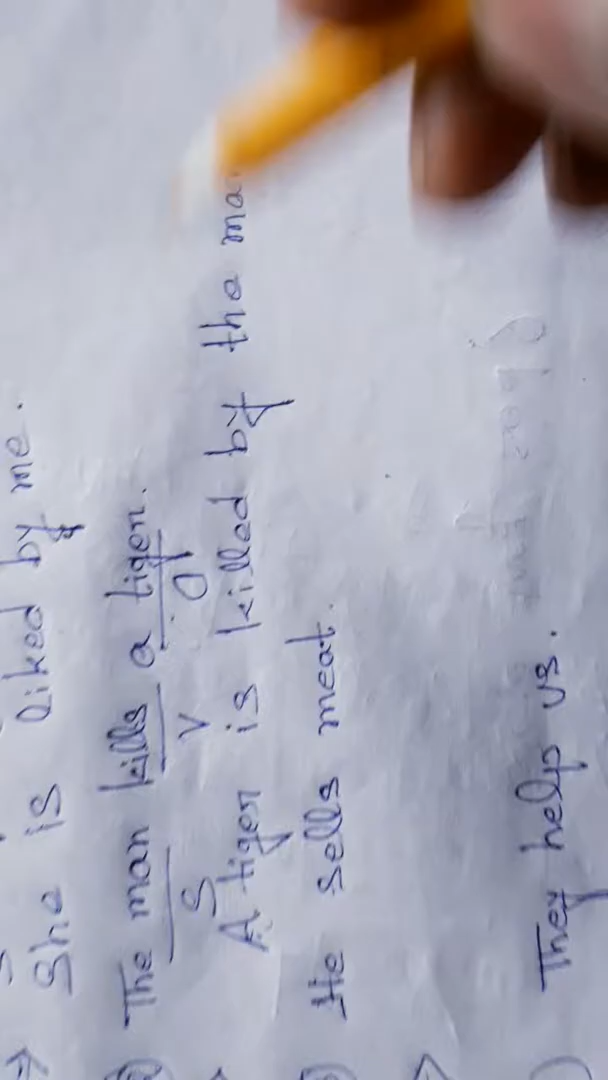 She is liked by me.
The man kills a tiger.
S V O
A tiger is killed by the
He sells meat.
They help us.